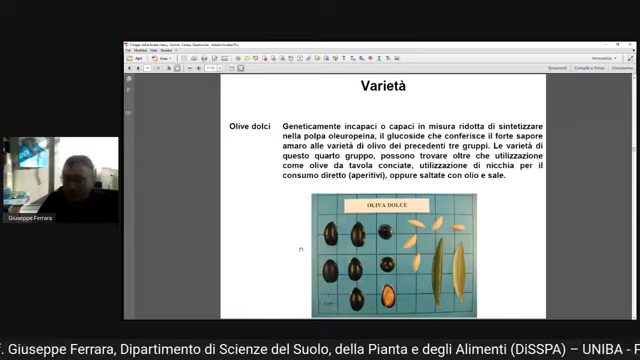 Varietà
Olive dolci
Geneticamente incapaci o capaci in misura ridotta di sintetizzare
nella polpa oleuropeina, il glucoside che conferisce il forte sapore
amaro alle varietà di olivo dei precedenti tre gruppi. Le varietà di
questo quarto gruppo, possono trovare oltre che utilizzazione
come olive da tavola conciate, utilizzazione di nicchia per il
consumo diretto (aperitivi), oppure saltate con olio e sale.
OLIVA DOLCE
Giuseppe Ferrara
F. Giuseppe Ferrara, Dipartimento di Scienze del Suolo, della Pianta e degli Alimenti (DiSSPA) – UNIBA - F